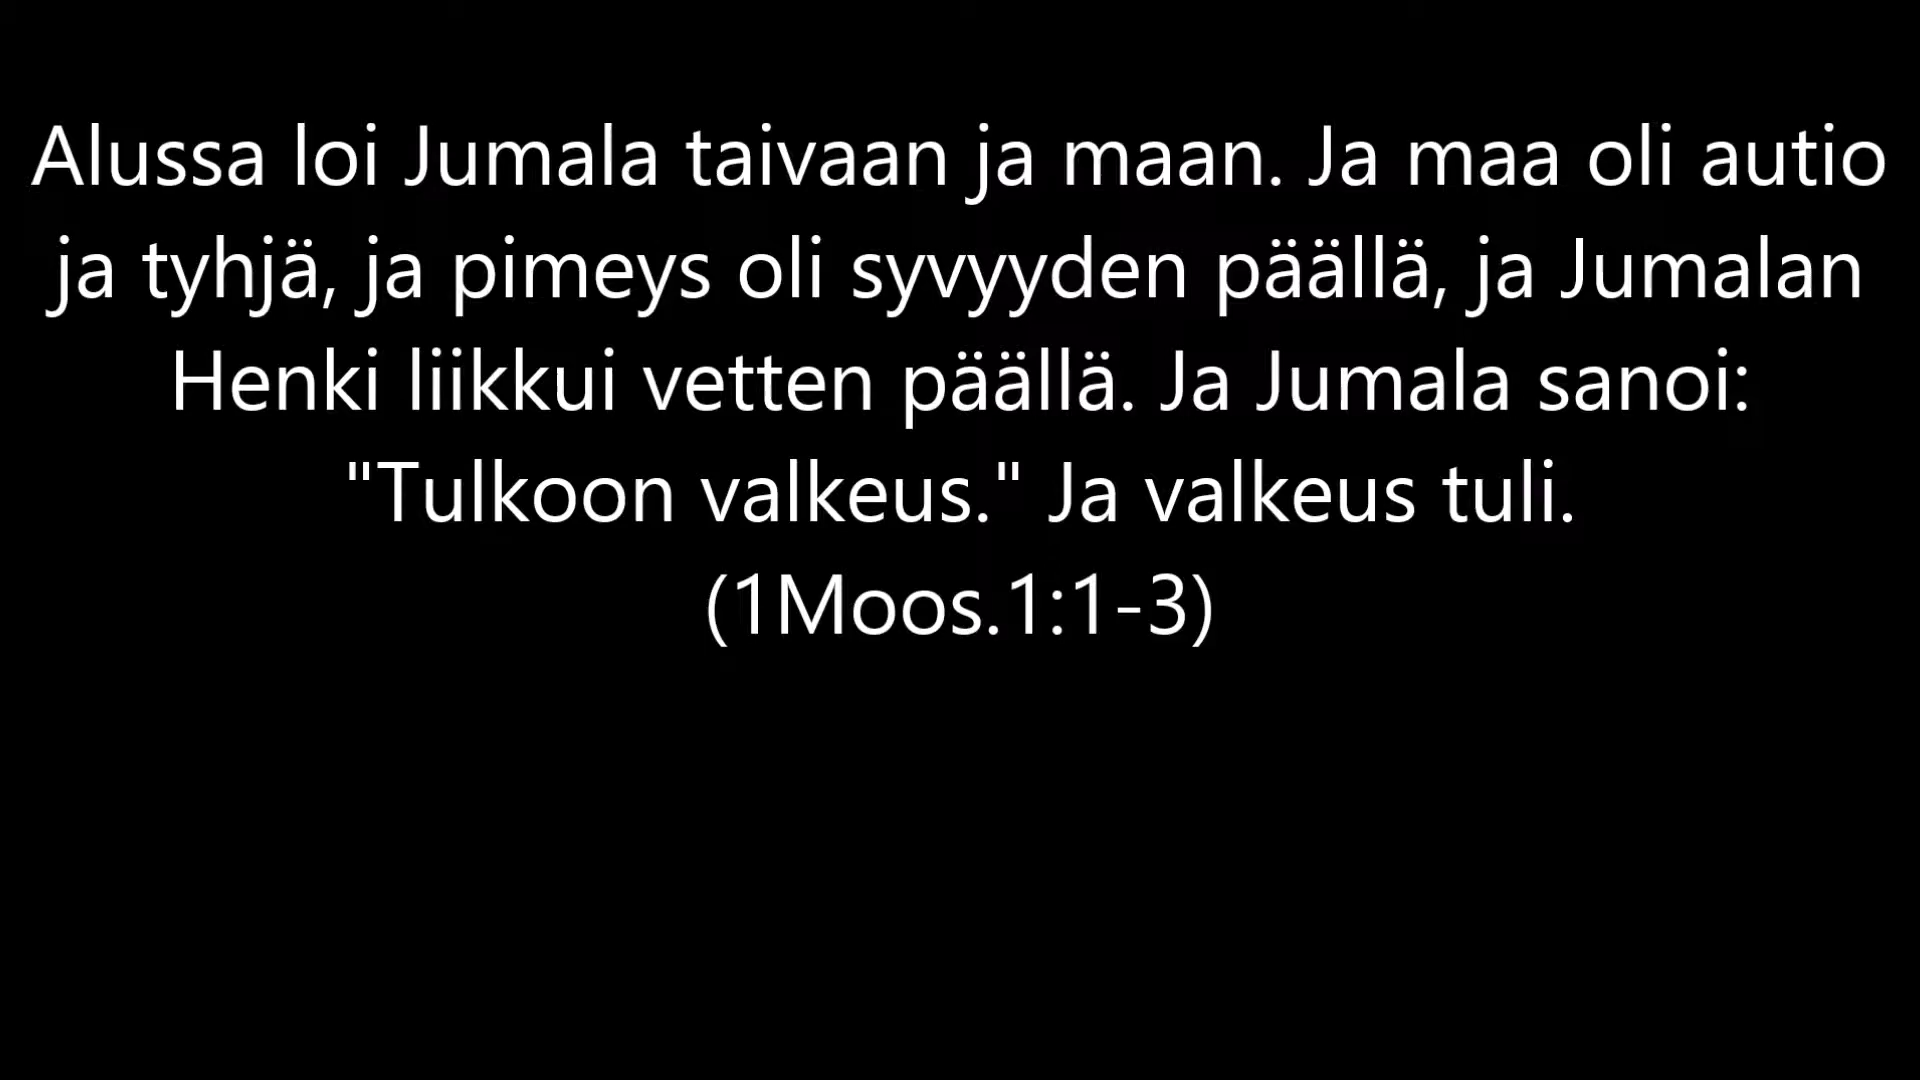 Alussa loi Jumala taivaan ja maan. Ja maa oli autio
ja tyhjä, ja pimeys oli syvyyden päällä, ja Jumalan
Henki liikkui vetten päällä. Ja Jumala sanoi:
"Tulkoon valkeus." Ja valkeus tuli.
(1Moos.1:1-3)